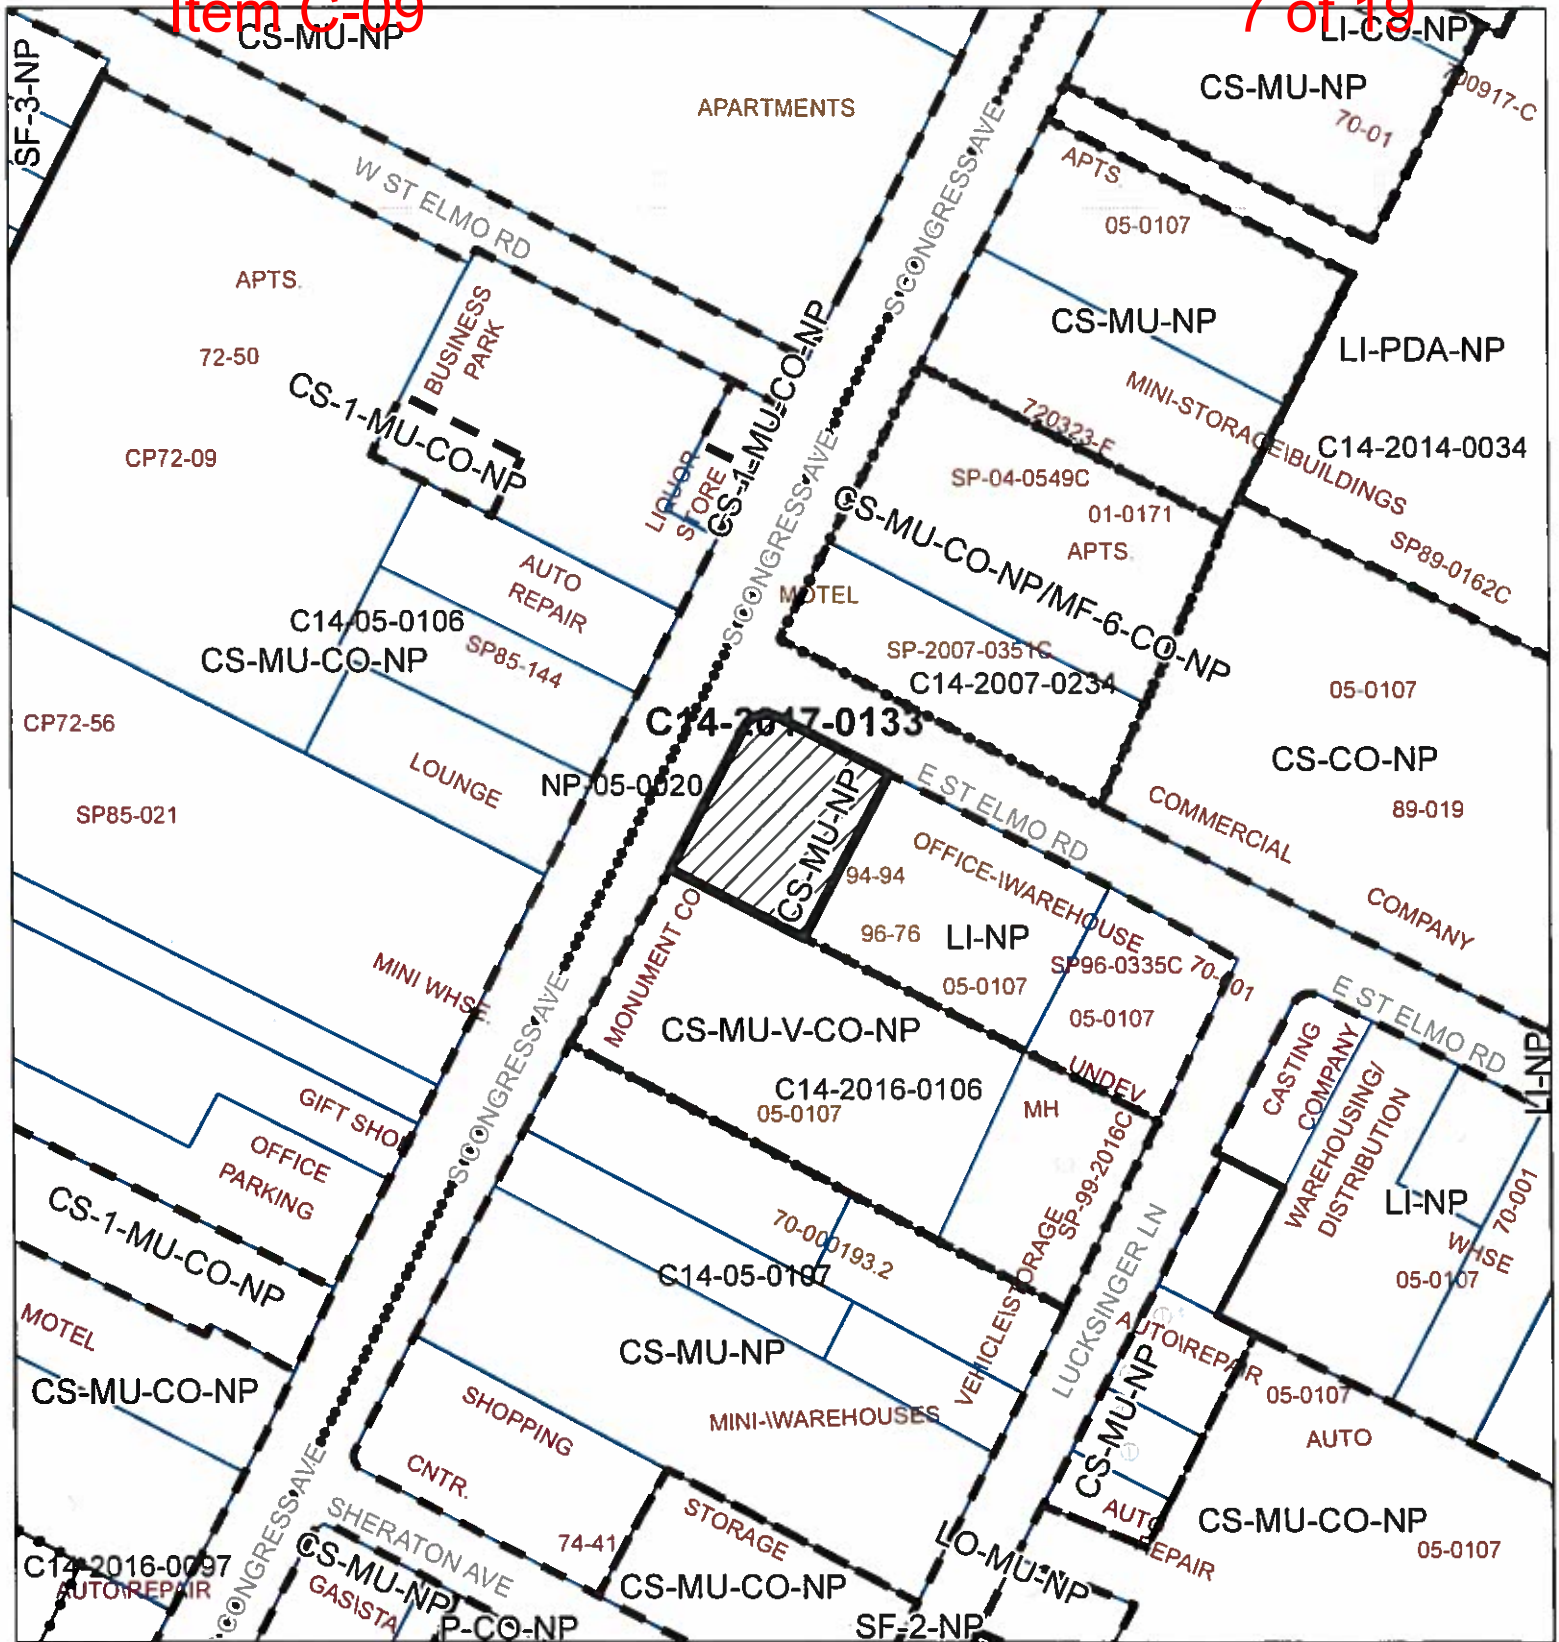 Item C-09
7 of 19
CS-MU-NP
LI-CO-NP
SF-3-NP
CS-MU-NP
700917-C
APARTMENTS
70-01
S CONGRESS AVE
W ST ELMO RD
APTS.
05-0107
APTS.
BUSINESS
PARK
CS-MU-NP
LI-PDA-NP
72-50
CS-1-MU-CO-NP
CS-1-MU-CO-NP
MINI-STORAGE\BUILDINGS
720323-E
C14-2014-0034
CP72-09
LIQUOR
STORE
S CONGRESS AVE
SP-04-0549C
01-0171
CS-MU-CO-NP/MF-6-CO-NP
APTS.
SP89-0162C
AUTO
REPAIR
MOTEL
C14-05-0106
CS-MU-CO-NP
SP85-144
SP-2007-0351C
C14-2007-0234
05-0107
CP72-56
C14-2017-0133
CS-CO-NP
LOUNGE
NP-05-0020
CS-MU-NP
E ST ELMO RD
SP85-021
COMMERCIAL
COMPANY
89-019
OFFICE-\WAREHOUSE
94-94
96-76
LI-NP
05-0107
SP96-0335C
70-001
05-0107
MONUMENT CO
MINI WHSE.
S CONGRESS AVE
E ST ELMO RD
CS-MU-V-CO-NP
C14-2016-0106
05-0107
UNDEV
MH
CASTING
COMPANY
WAREHOUSING/
DISTRIBUTION
LI-NP
GIFT SHO
OFFICE
PARKING
SP-99-2016C
LI-NP
70-001
WHSE
05-0107
CS-1-MU-CO-NP
70-000193.2
C14-05-0107
VEHICLE\STORAGE
LUCKSINGER LN
MOTEL
CS-MU-NP
AUTO\REPAIR
CS-MU-CO-NP
CS-MU-NP
05-0107
SHOPPING
CNTR.
MINI-\WAREHOUSES
AUTO
CONGRESS AVE
SHERATON AVE
STORAGE
AUTO
REPAIR
CS-MU-CO-NP
05-0107
74-41
C14-2016-0097
AUTO\REPAIR
CS-MU-NP
GAS\STA
CS-MU-CO-NP
LO-MU-NP
P-CO-NP
SF-2-NP